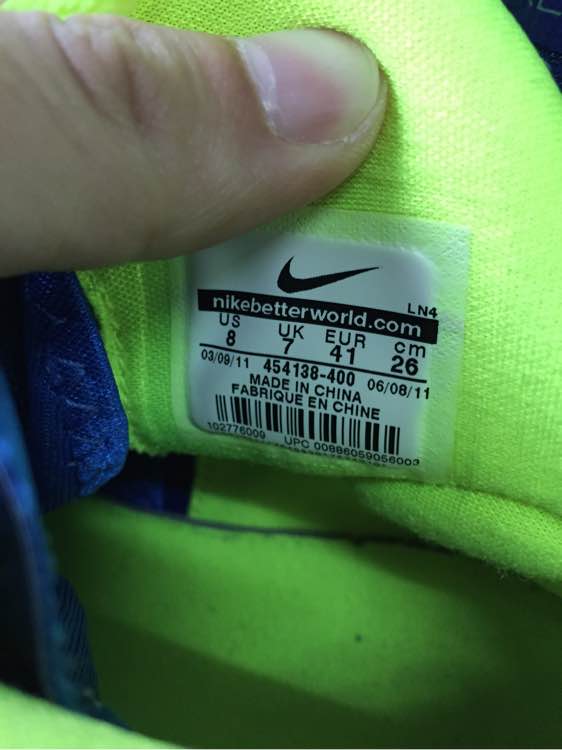 LN4
nikebetterworld.com
US UK EUR cm
8 7 41 26
03/09/11 454138-400 06/08/11
MADE IN CHINA
FABRIQUE EN CHINE
102776009 UPC 00886059056003